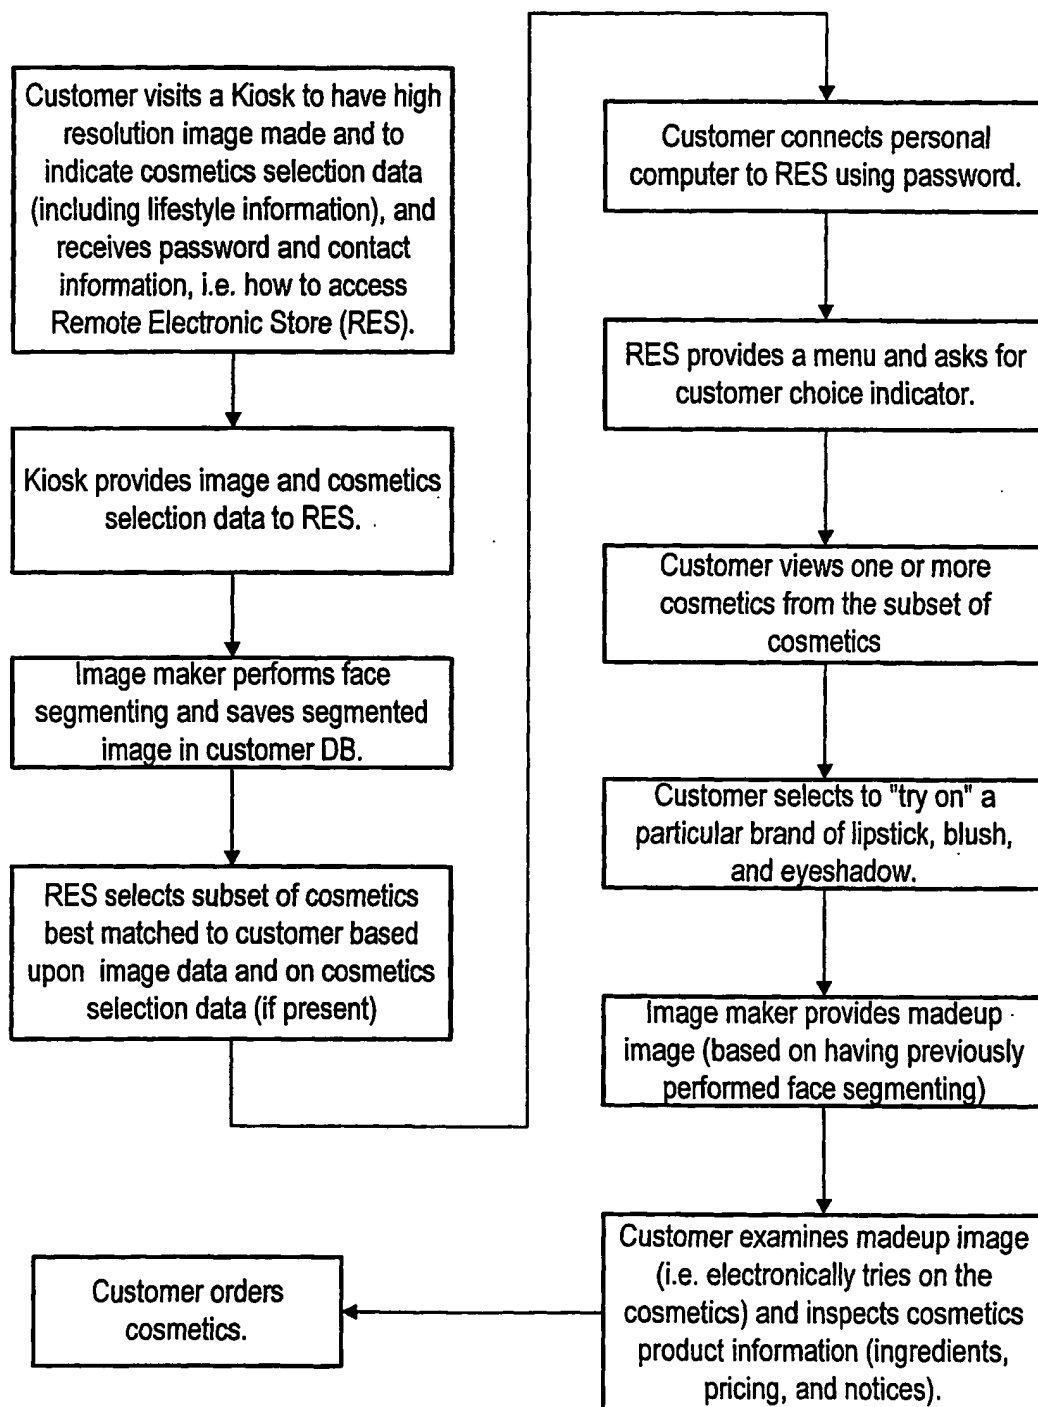 Customer visits a Kiosk to have high
resolution image made and to
indicate cosmetics selection data
(including lifestyle information), and
receives password and contact
information, i.e. how to access
Remote Electronic Store (RES).
Kiosk provides image and cosmetics
selection data to RES.
Image maker performs face
segmenting and saves segmented
image in customer DB.
RES selects subset of cosmetics
best matched to customer based
upon image data and on cosmetics
selection data (if present)
Customer connects personal
computer to RES using password.
RES provides a menu and asks for
customer choice indicator.
Customer views one or more
cosmetics from the subset of
cosmetics
Customer selects to "try on" a
particular brand of lipstick, blush,
and eyeshadow.
Image maker provides madeup
image (based on having previously
performed face segmenting)
Customer examines madeup image
(i.e. electronically tries on the
cosmetics) and inspects cosmetics
product information (ingredients,
pricing, and notices).
Customer orders
cosmetics.